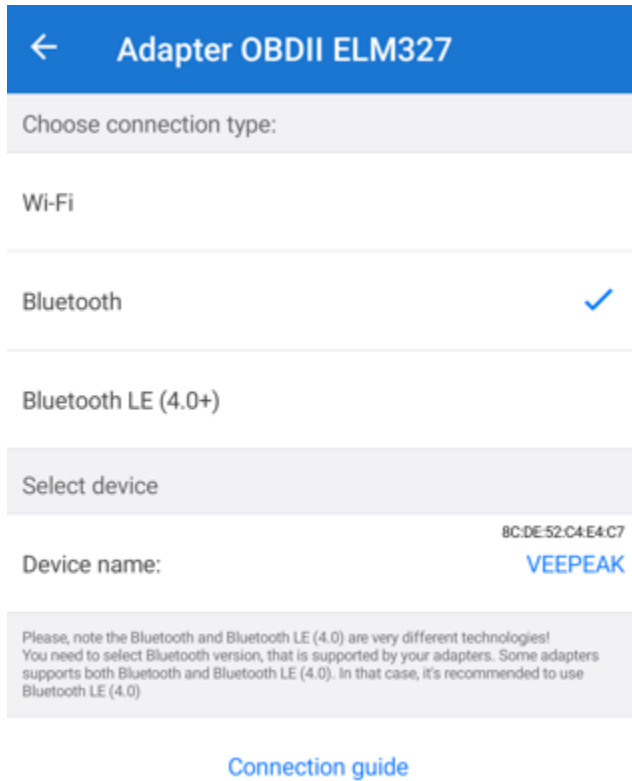 Adapter OBDII ELM327
Choose connection type:
Wi-Fi
Bluetooth
Bluetooth LE (4.0+)
Select device
8C:DE:52:C4:E4:C7
Device name:
VEEPEAK
Please, note the Bluetooth and Bluetooth LE (4.0) are very different technologies!
You need to select Bluetooth version, that is supported by your adapters. Some adapters
supports both Bluetooth and Bluetooth LE (4.0). In that case, it's recommended to use
Bluetooth LE (4.0)
Connection guide